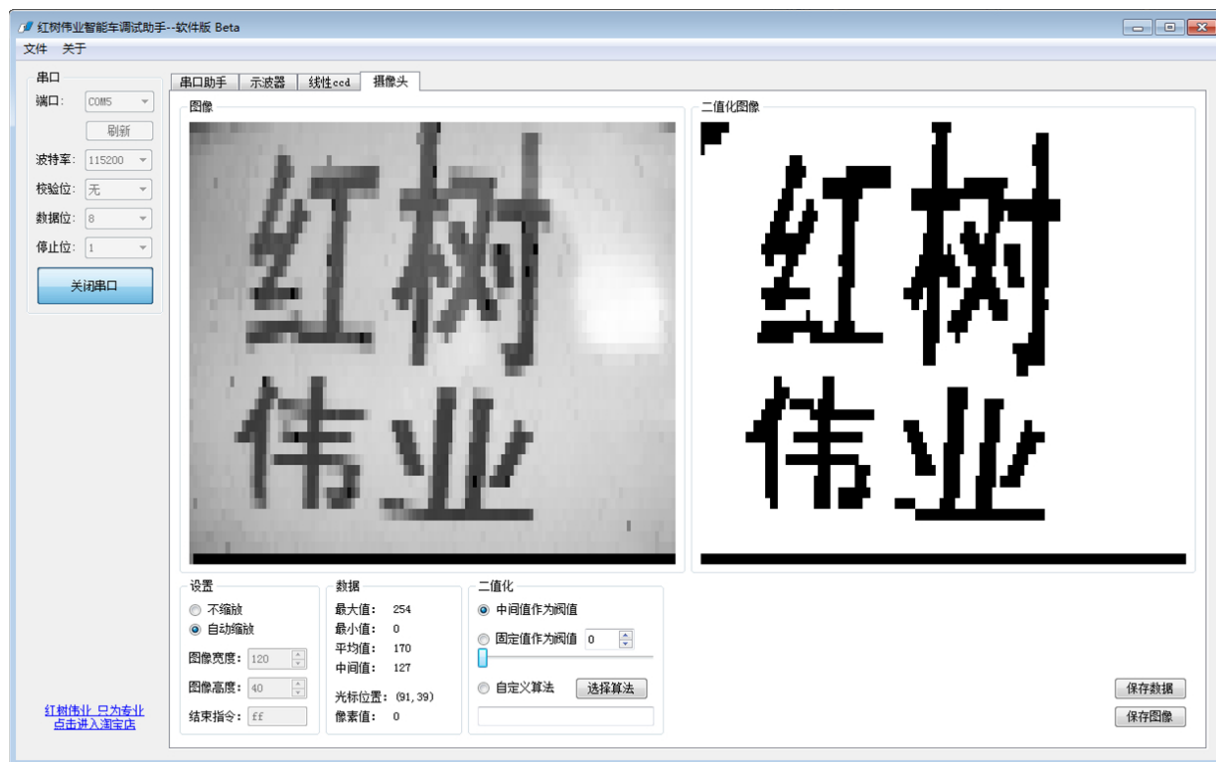 红树伟业智能车调试助手--软件版 Beta
文件 关于
串口
端口: COM5
刷新
波特率: 115200
校验位: 无
数据位: 8
停止位: 1
关闭串口
红树伟业 只为专业
点击进入淘宝店
串口助手 示波器 线性ccd 摄像头
图像
红树
伟业
二值化图像
红树
伟业
设置
不缩放
自动缩放
图像宽度: 120
图像高度: 40
结束指令: ff
数据
最大值: 254
最小值: 0
平均值: 170
中间值: 127
光标位置: (91,39)
像素值: 0
二值化
中间值作为阀值
固定值作为阀值 0
自定义算法 选择算法
保存数据
保存图像